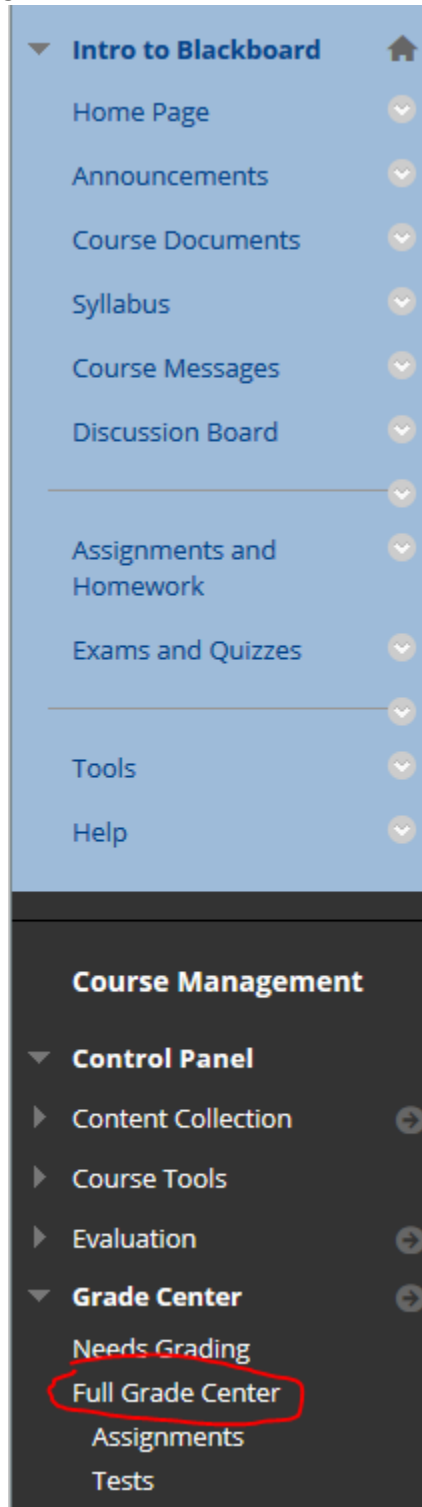 Intro to Blackboard
Home Page
Announcements
Course Documents
Syllabus
Course Messages
Discussion Board
Assignments and
Homework
Exams and Quizzes
Tools
Help
Course Management
Control Panel
Content Collection
Course Tools
Evaluation
Grade Center
Needs Grading
Full Grade Center
Assignments
Tests